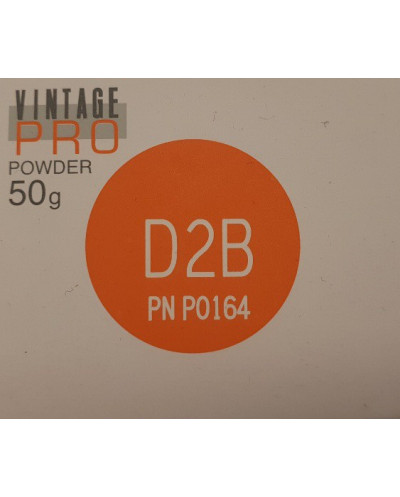 VINTAGE
PRO
POWDER
50g
D2B
PN P0164